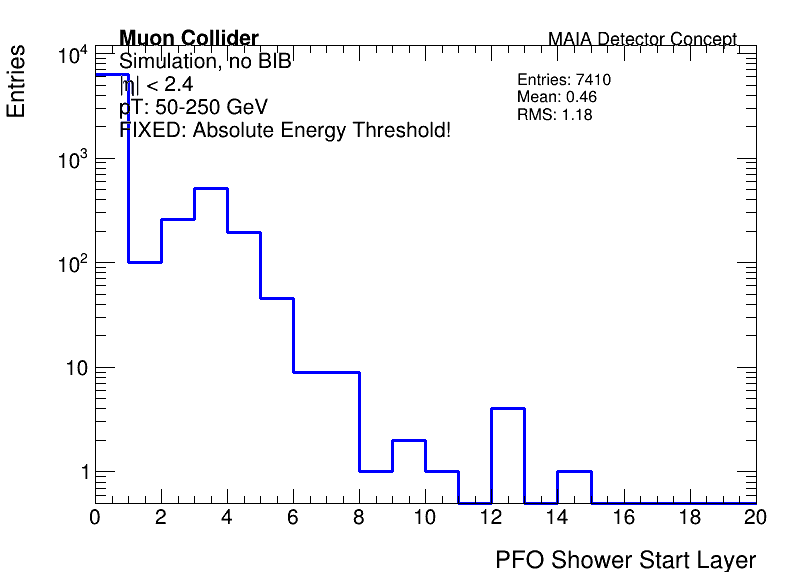 Muon Collider
MAIA Detector Concept
Simulation, no BIB
|η| < 2.4
pT: 50-250 GeV
FIXED: Absolute Energy Threshold!
Entries: 7410
Mean: 0.46
RMS: 1.18
Entries
10⁴
10³
10²
10
1
0 2 4 6 8 10 12 14 16 18 20
PFO Shower Start Layer